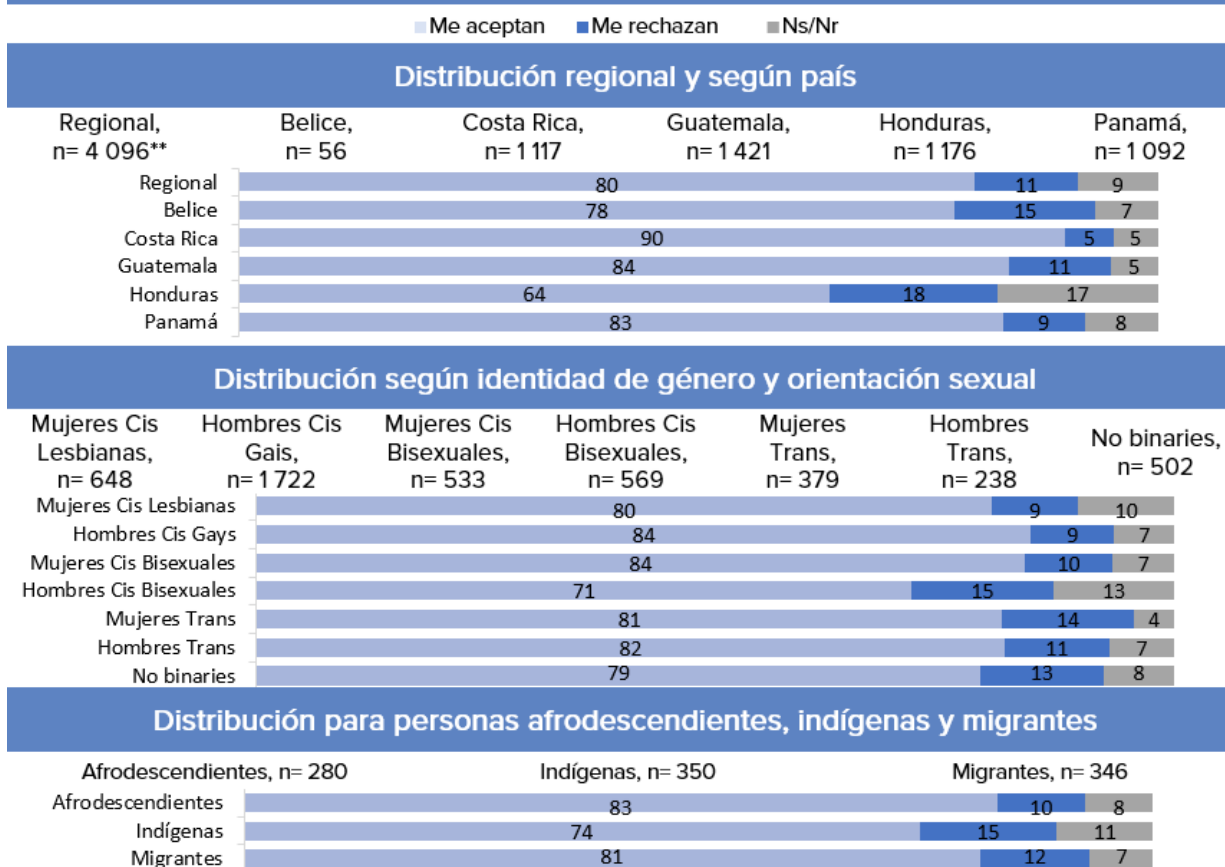 Me aceptan Me rechazan Ns/Nr
Distribución regional y según país
Regional, Belice, Costa Rica, Guatemala, Honduras, Panamá,
n= 4 096** n= 56 n= 1 117 n= 1 421 n= 1 176 n= 1 092
Regional 80 11 9
Belice 78 15 7
Costa Rica 90 5 5
Guatemala 84 11 5
Honduras 64 18 17
Panamá 83 9 8
Distribución según identidad de género y orientación sexual
Mujeres Cis Hombres Cis Mujeres Cis Hombres Cis Mujeres Hombres No binaries,
Lesbianas, Gais, Bisexuales, Bisexuales, Trans, Trans, n= 502
n= 648 n= 1 722 n= 533 n= 569 n= 379 n= 238
Mujeres Cis Lesbianas 80 9 10
Hombres Cis Gays 84 9 7
Mujeres Cis Bisexuales 84 10 7
Hombres Cis Bisexuales 71 15 13
Mujeres Trans 81 14 4
Hombres Trans 82 11 7
No binaries 79 13 8
Distribución para personas afrodescendientes, indígenas y migrantes
Afrodescendientes, n= 280 Indígenas, n= 350 Migrantes, n= 346
Afrodescendientes 83 10 8
Indígenas 74 15 11
Migrantes 81 12 7